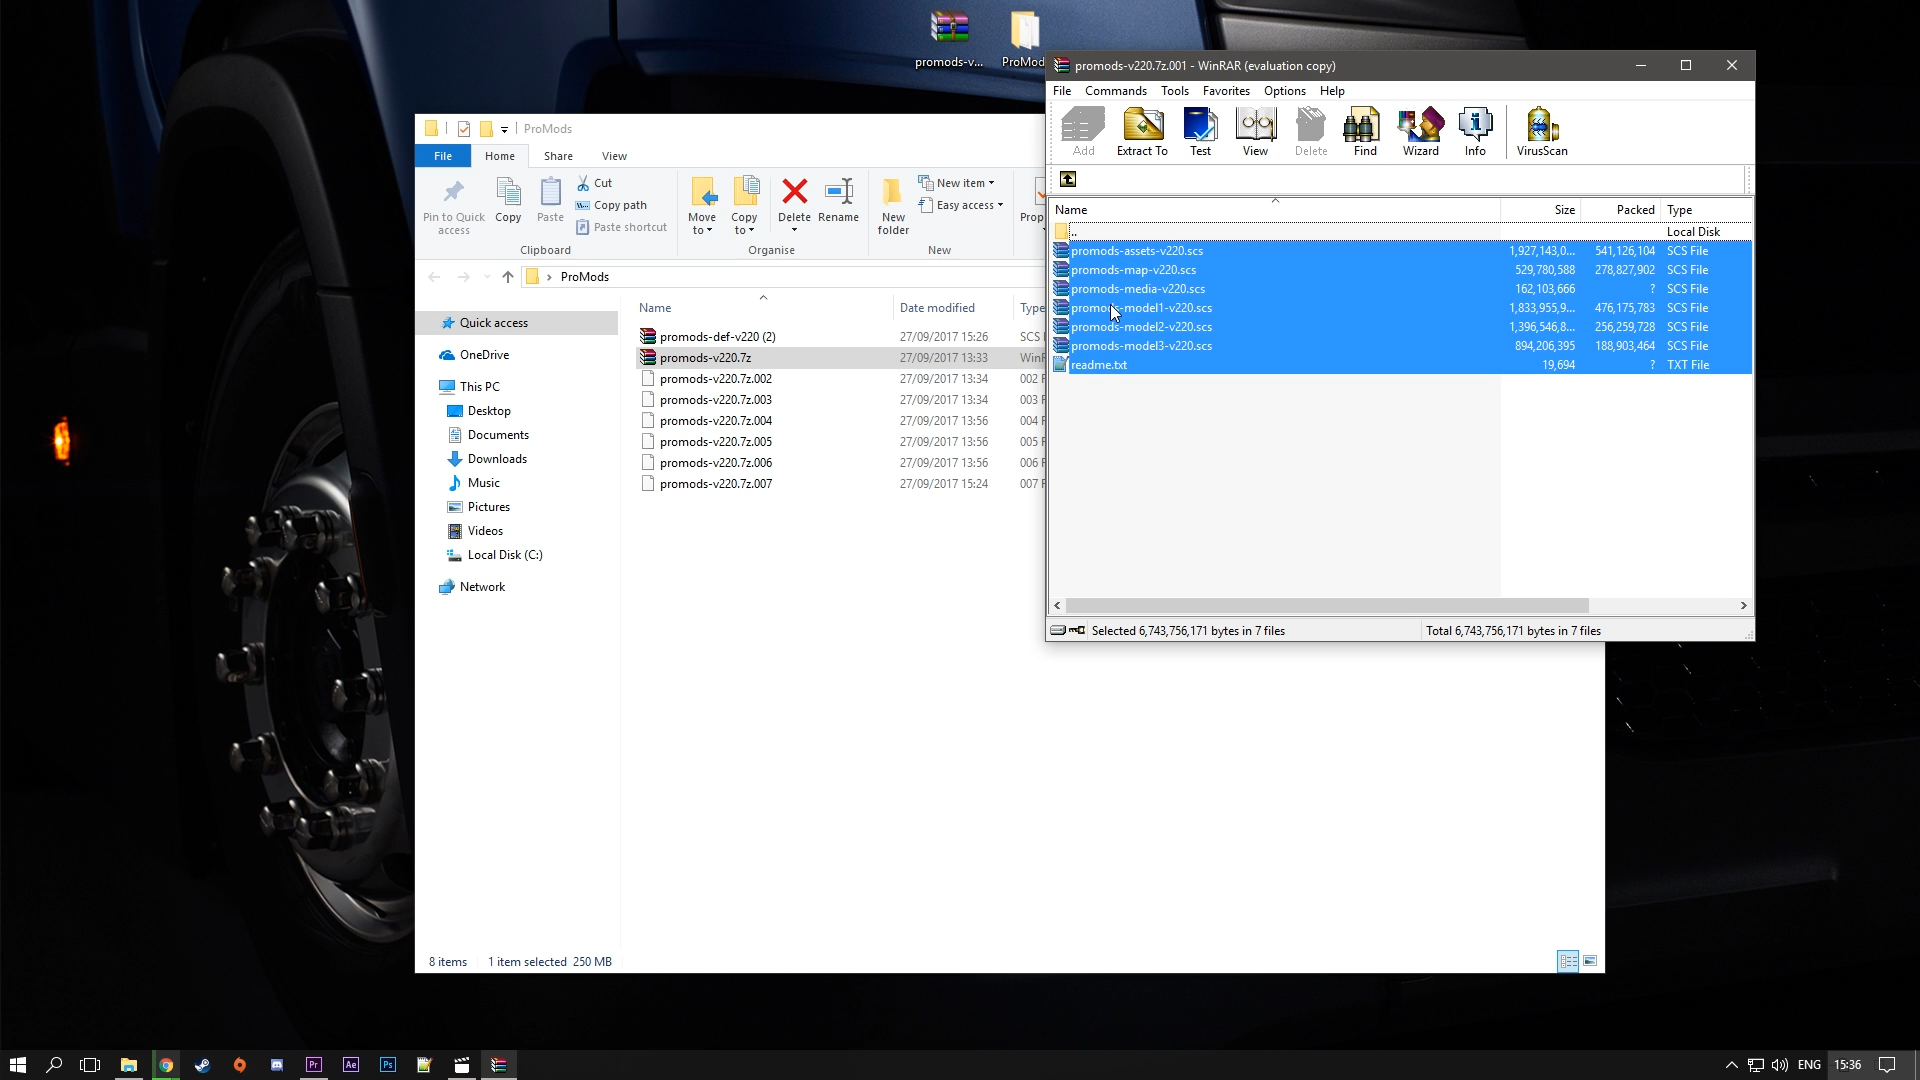 promods-v...
ProMod
promods-v220.7z.001 - WinRAR (evaluation copy)
File Commands Tools Favorites Options Help
Add Extract To Test View Delete Find Wizard Info VirusScan
Name Size Packed Type
.. Local Disk
promods-assets-v220.scs 1,927,143,0... 541,126,104 SCS File
promods-map-v220.scs 529,780,588 278,827,902 SCS File
promods-media-v220.scs 162,103,666 ? SCS File
promods-model1-v220.scs 1,833,955,9... 476,175,783 SCS File
promods-model2-v220.scs 1,396,546,8... 256,259,728 SCS File
promods-model3-v220.scs 894,206,395 188,903,464 SCS File
readme.txt 19,694 ? TXT File
Selected 6,743,756,171 bytes in 7 files Total 6,743,756,171 bytes in 7 files
ProMods
File Home Share View
Pin to Quick access
Copy
Paste
Cut
Copy path
Paste shortcut
Move to
Copy to
Delete
Rename
New folder
New item
Easy access
Prop
Clipboard Organise New
ProMods
Quick access
OneDrive
This PC
Desktop
Documents
Downloads
Music
Pictures
Videos
Local Disk (C:)
Network
Name Date modified Type
promods-def-v220 (2) 27/09/2017 15:26 SCS
promods-v220.7z 27/09/2017 13:33 WinR
promods-v220.7z.002 27/09/2017 13:34 002 F
promods-v220.7z.003 27/09/2017 13:34 003 F
promods-v220.7z.004 27/09/2017 13:56 004 F
promods-v220.7z.005 27/09/2017 13:56 005 F
promods-v220.7z.006 27/09/2017 13:56 006 F
promods-v220.7z.007 27/09/2017 15:24 007 F
8 items 1 item selected 250 MB
Pr Ae Ps
ENG 15:36